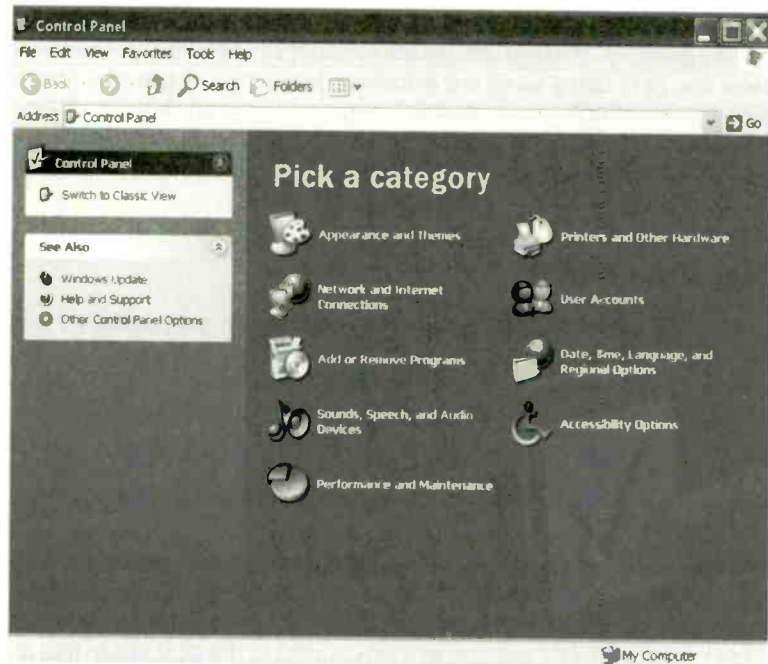 Control Panel
File Edit View Favorites Tools Help
Back Search Folders
Address Control Panel Go
Control Panel
Switch to Classic View
See Also
Windows Update
Help and Support
Other Control Panel Options
Pick a category
Appearance and Themes
Printers and Other Hardware
Network and Internet
Connections
User Accounts
Add or Remove Programs
Date, Time, Language, and
Regional Options
Sounds, Speech, and Audio
Devices
Accessibility Options
Performance and Maintenance
My Computer